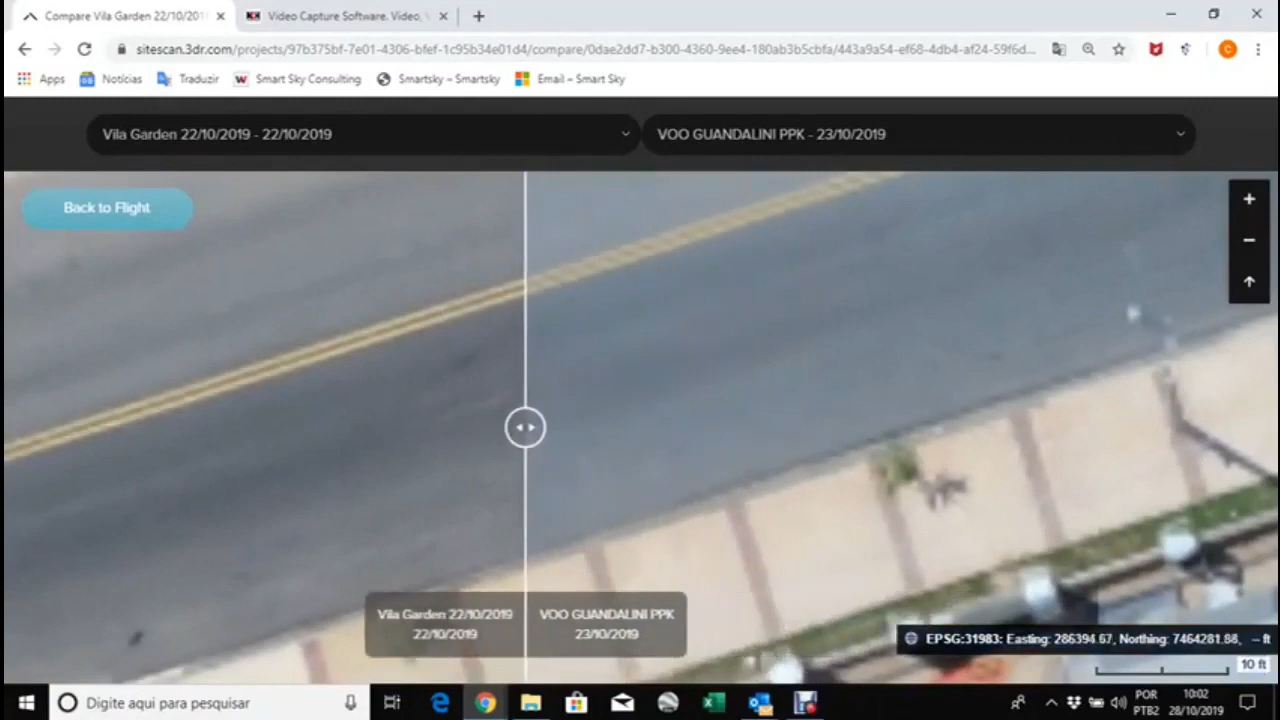 Compare Vila Garden 22/10/201
Video Capture Software. Video,
sitescan.3dr.com/projects/97b375bf-7e01-4306-bfef-1c95b34e01d4/compare/0dae2dd7-b300-4360-9ee4-180ab3b5cbfa/443a9a54-ef68-4db4-af24-59f6d...
Apps
Notícias
Traduzir
Smart Sky Consulting
Smartsky – Smartsky
Email – Smart Sky
Vila Garden 22/10/2019 - 22/10/2019
VOO GUANDALINI PPK - 23/10/2019
Back to Flight
Vila Garden 22/10/2019
22/10/2019
VOO GUANDALINI PPK
23/10/2019
EPSG:31983: Easting: 286394.67, Northing: 7464281.88, -- ft
10 ft
Digite aqui para pesquisar
POR
PTB2
10:02
28/10/2019